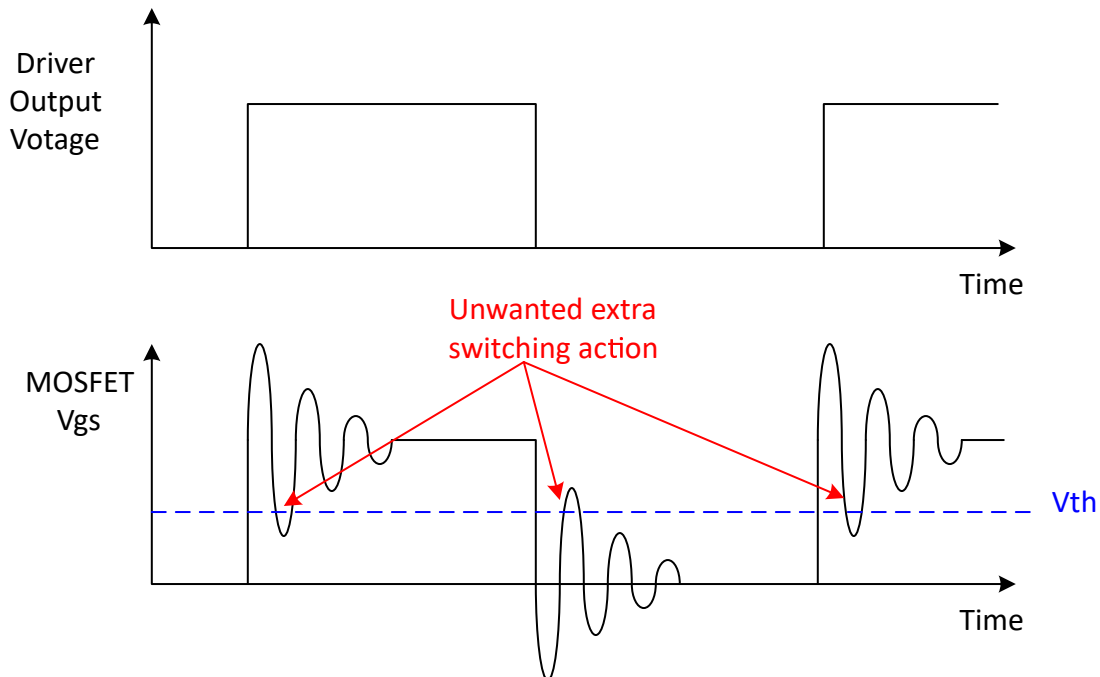 Driver
Output
Votage
Time
Unwanted extra
switching action
MOSFET
Vgs
Vth
Time